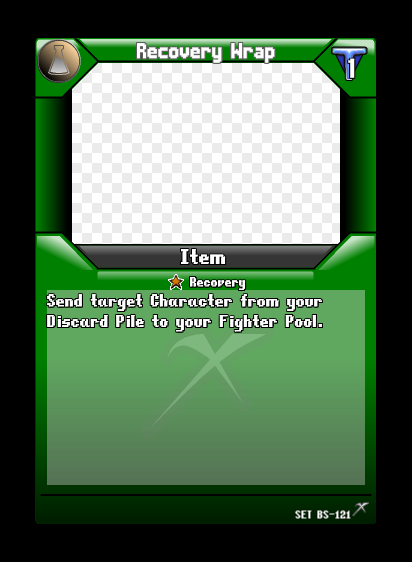 Recovery Wrap
1
Item
Recovery
Send target Character from your
Discard Pile to your Fighter Pool.
SET BS-121